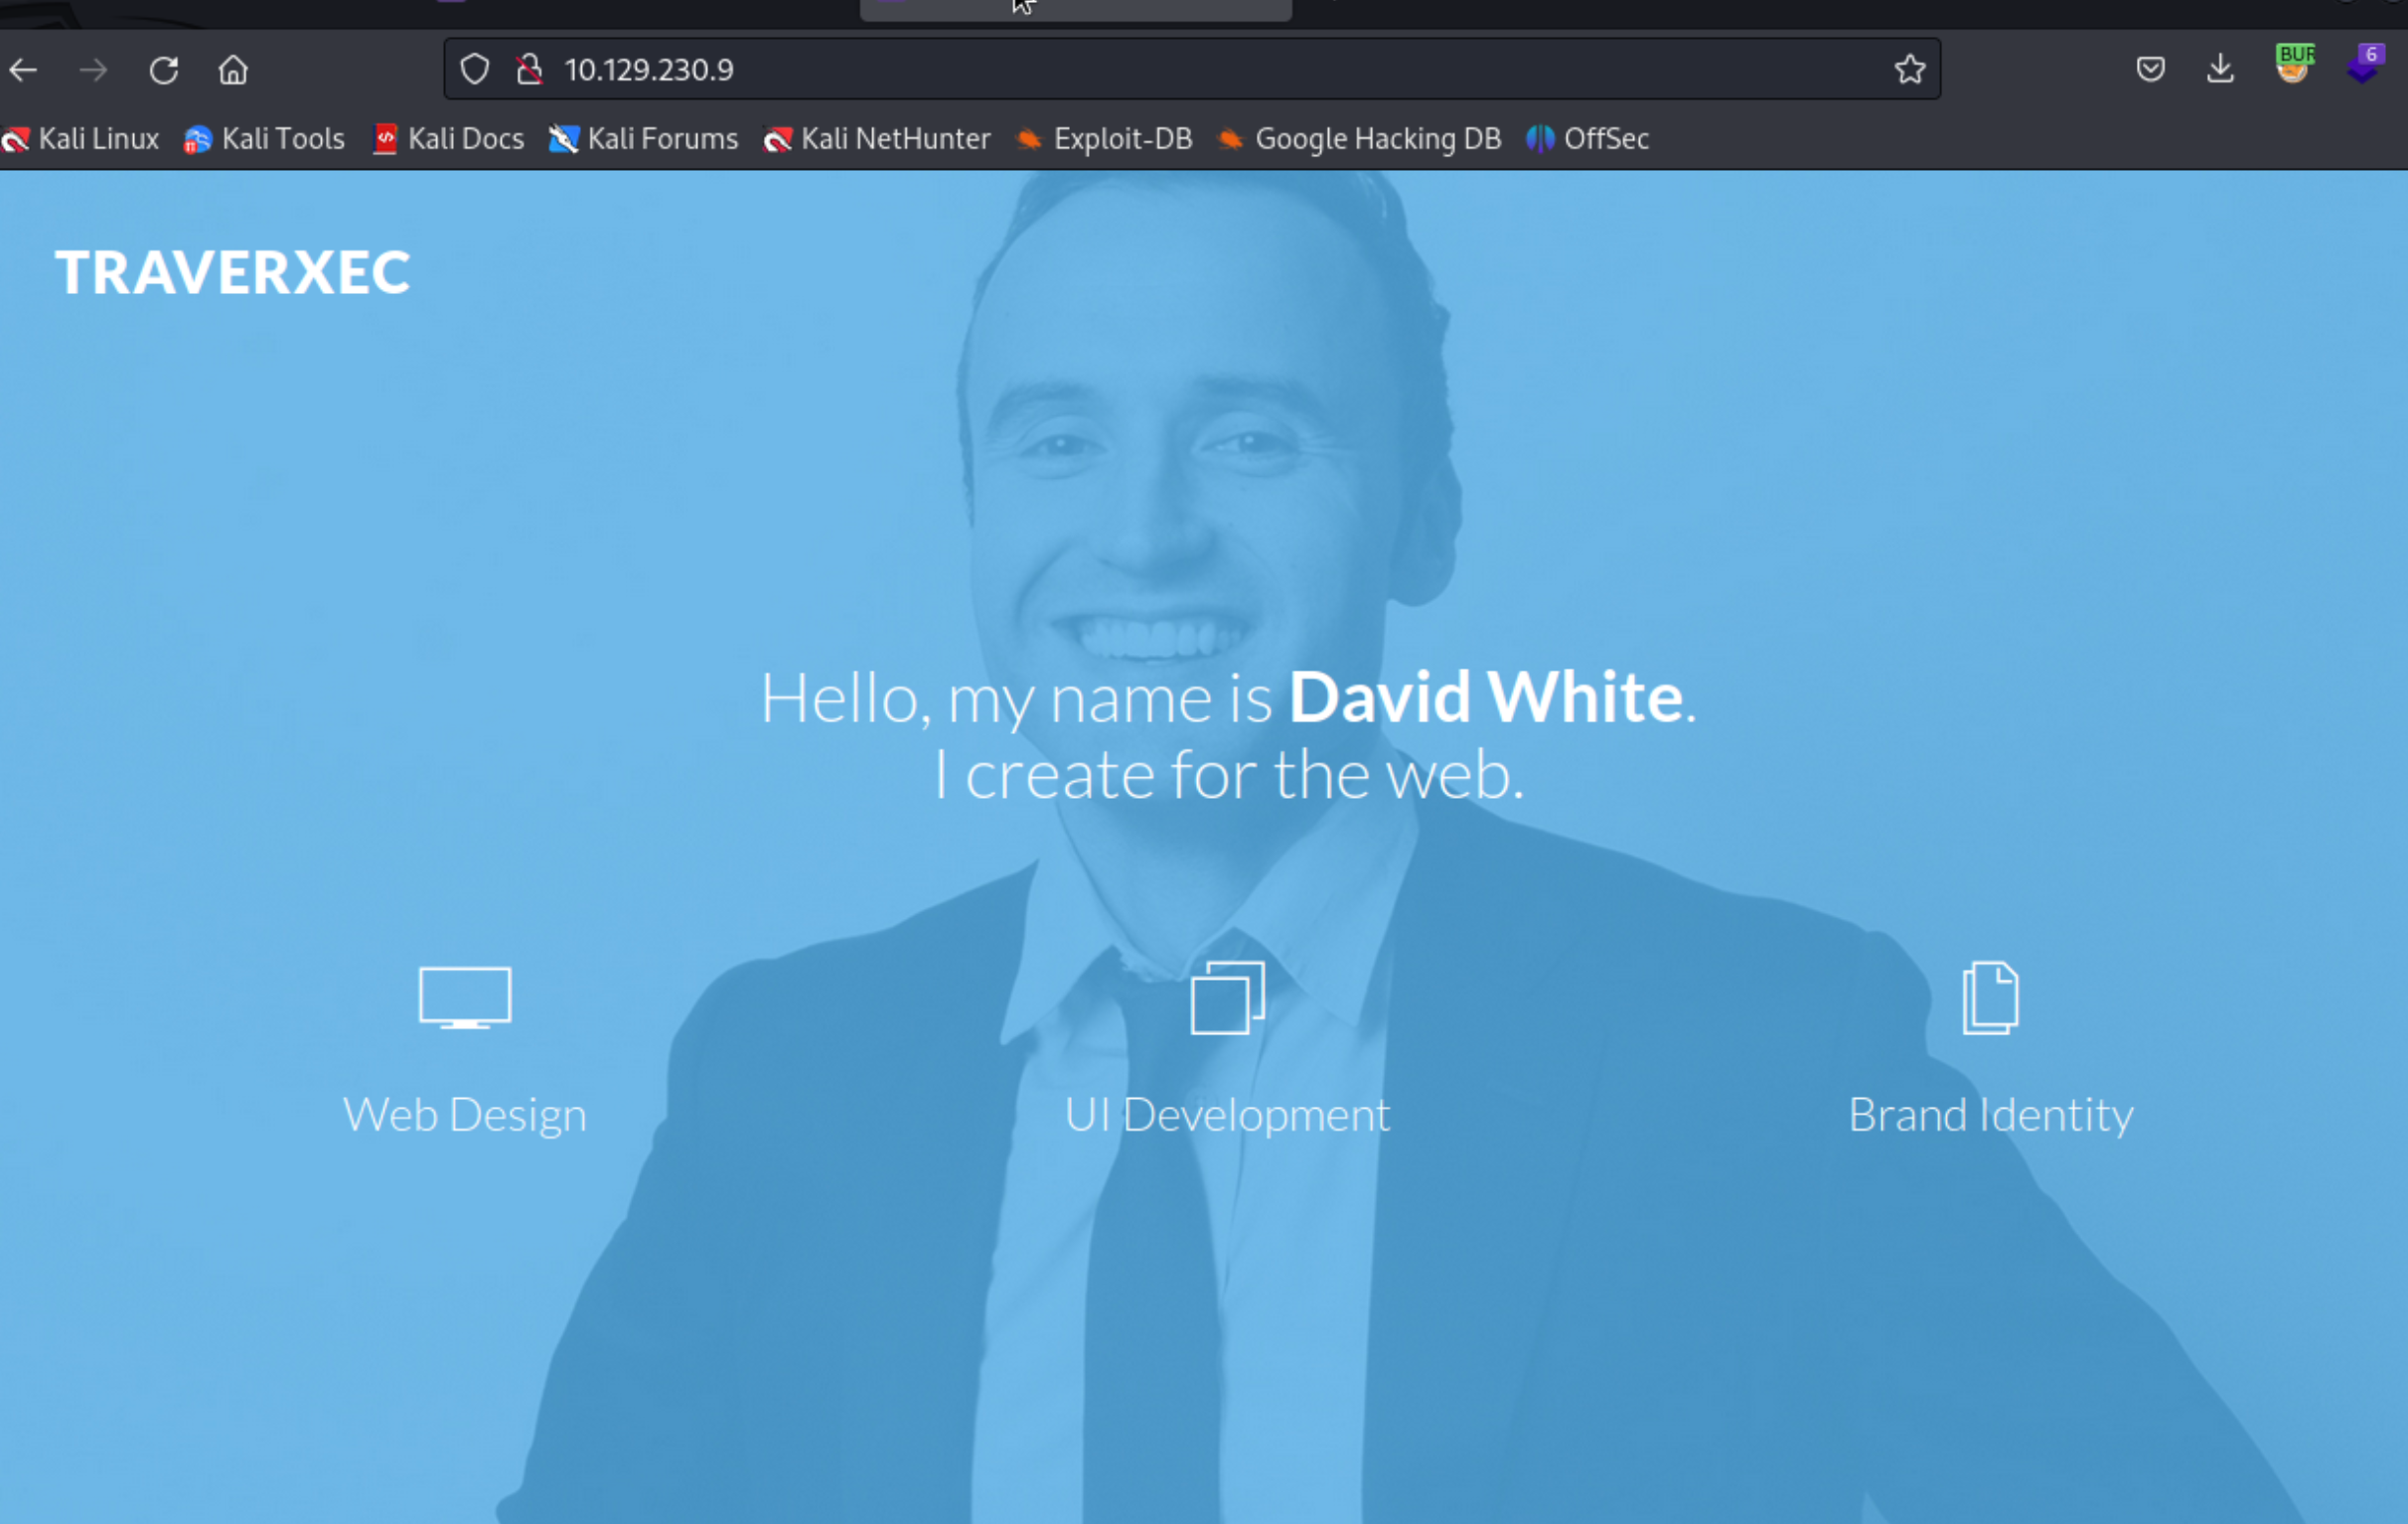 BUR
6
10.129.230.9
Kali Linux Kali Tools Kali Docs Kali Forums Kali NetHunter Exploit-DB Google Hacking DB OffSec
TRAVERXEC
Hello, my name is David White.
I create for the web.
Web Design UI Development Brand Identity